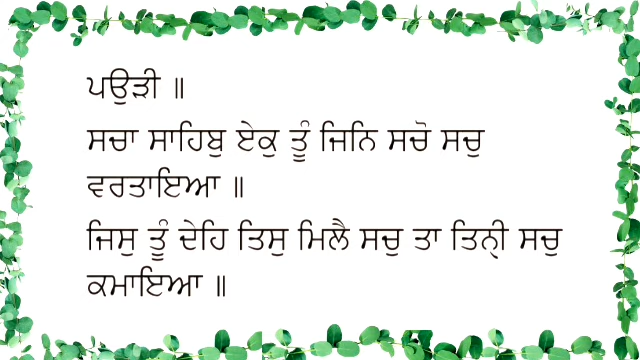 ਪਉੜੀ ॥
ਸਚਾ ਸਾਹਿਬੁ ਏਕੁ ਤੂੰ ਜਿਨਿ ਸਚੋ ਸਚੁ
ਵਰਤਾਇਆ ॥
ਜਿਸੁ ਤੂੰ ਦੇਹਿ ਤਿਸੁ ਮਿਲੈ ਸਚੁ ਤਾ ਤਿਨੑੀ ਸਚੁ
ਕਮਾਇਆ ॥